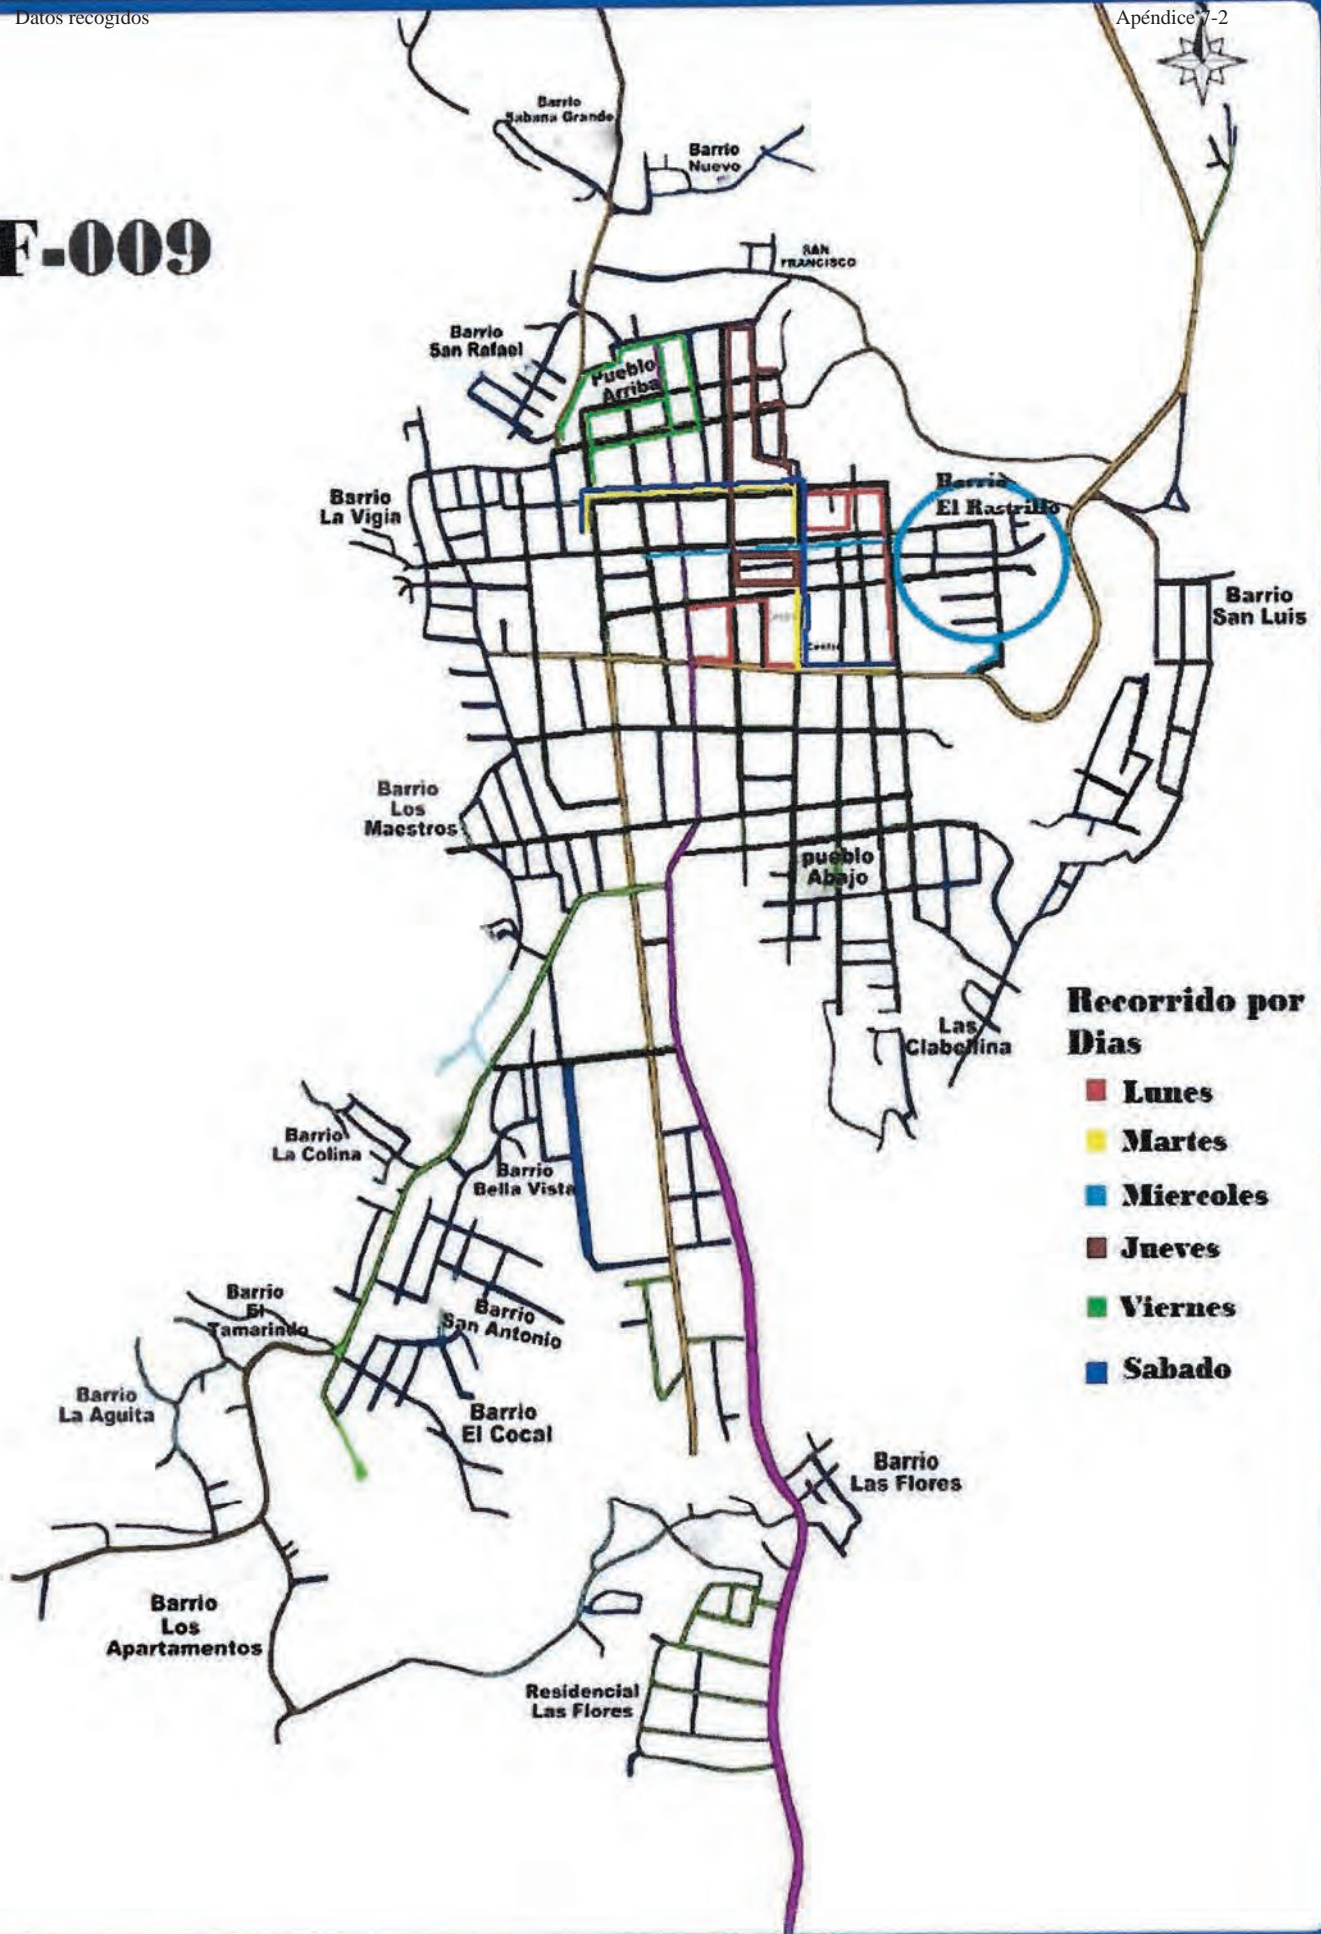 Datos recogidos
Apéndice 7-2
Barrio
Sabana Grande
Barrio
Nuevo
F-009
SAN
FRANCISCO
Barrio
San Rafael
Pueblo
Arriba
Barrio
La Vigia
Barrio
El Rastrillo
Barrio
San Luis
Centro
Barrio
Los
Maestros
pueblo
Abajo
Las
Clabellina
Recorrido por
Dias
Lunes
Martes
Miercoles
Jueves
Viernes
Sabado
Barrio
La Colina
Barrio
Bella Vista
Barrio
El
Tamarindo
Barrio
San Antonio
Barrio
La Aguita
Barrio
El Cocal
Barrio
Las Flores
Barrio
Los
Apartamentos
Residencial
Las Flores